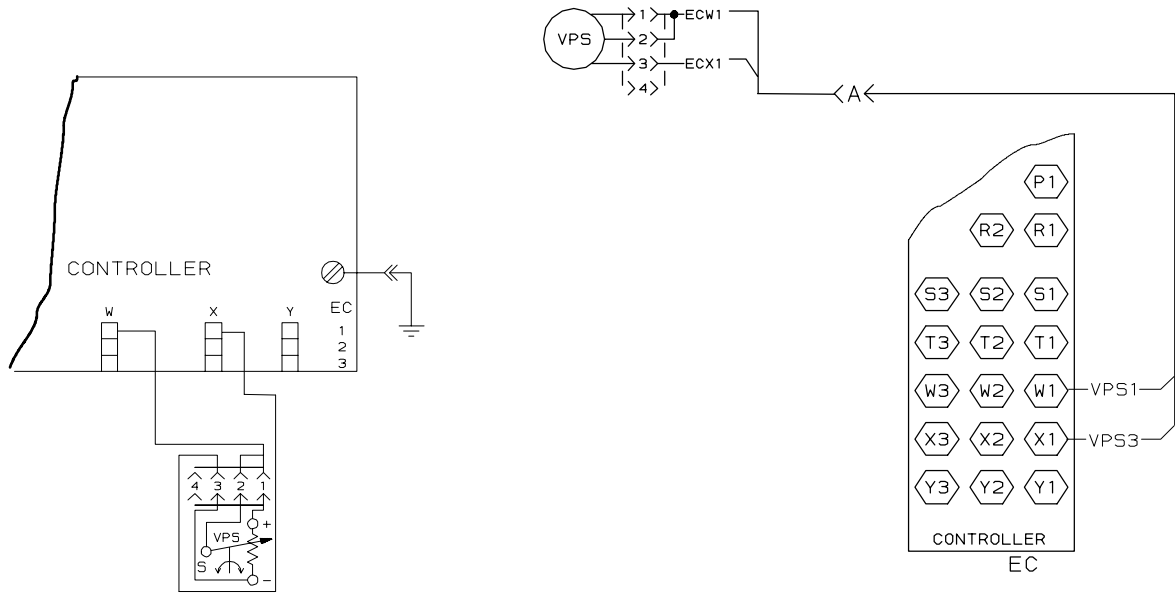 CONTROLLER
W X Y EC
1
2
3
4 3 2 1
VPS
+
S
-
VPS
1
2
3
4
ECW1
ECX1
A
P1
R2 R1
S3 S2 S1
T3 T2 T1
W3 W2 W1 VPS1
X3 X2 X1 VPS3
Y3 Y2 Y1
CONTROLLER
EC